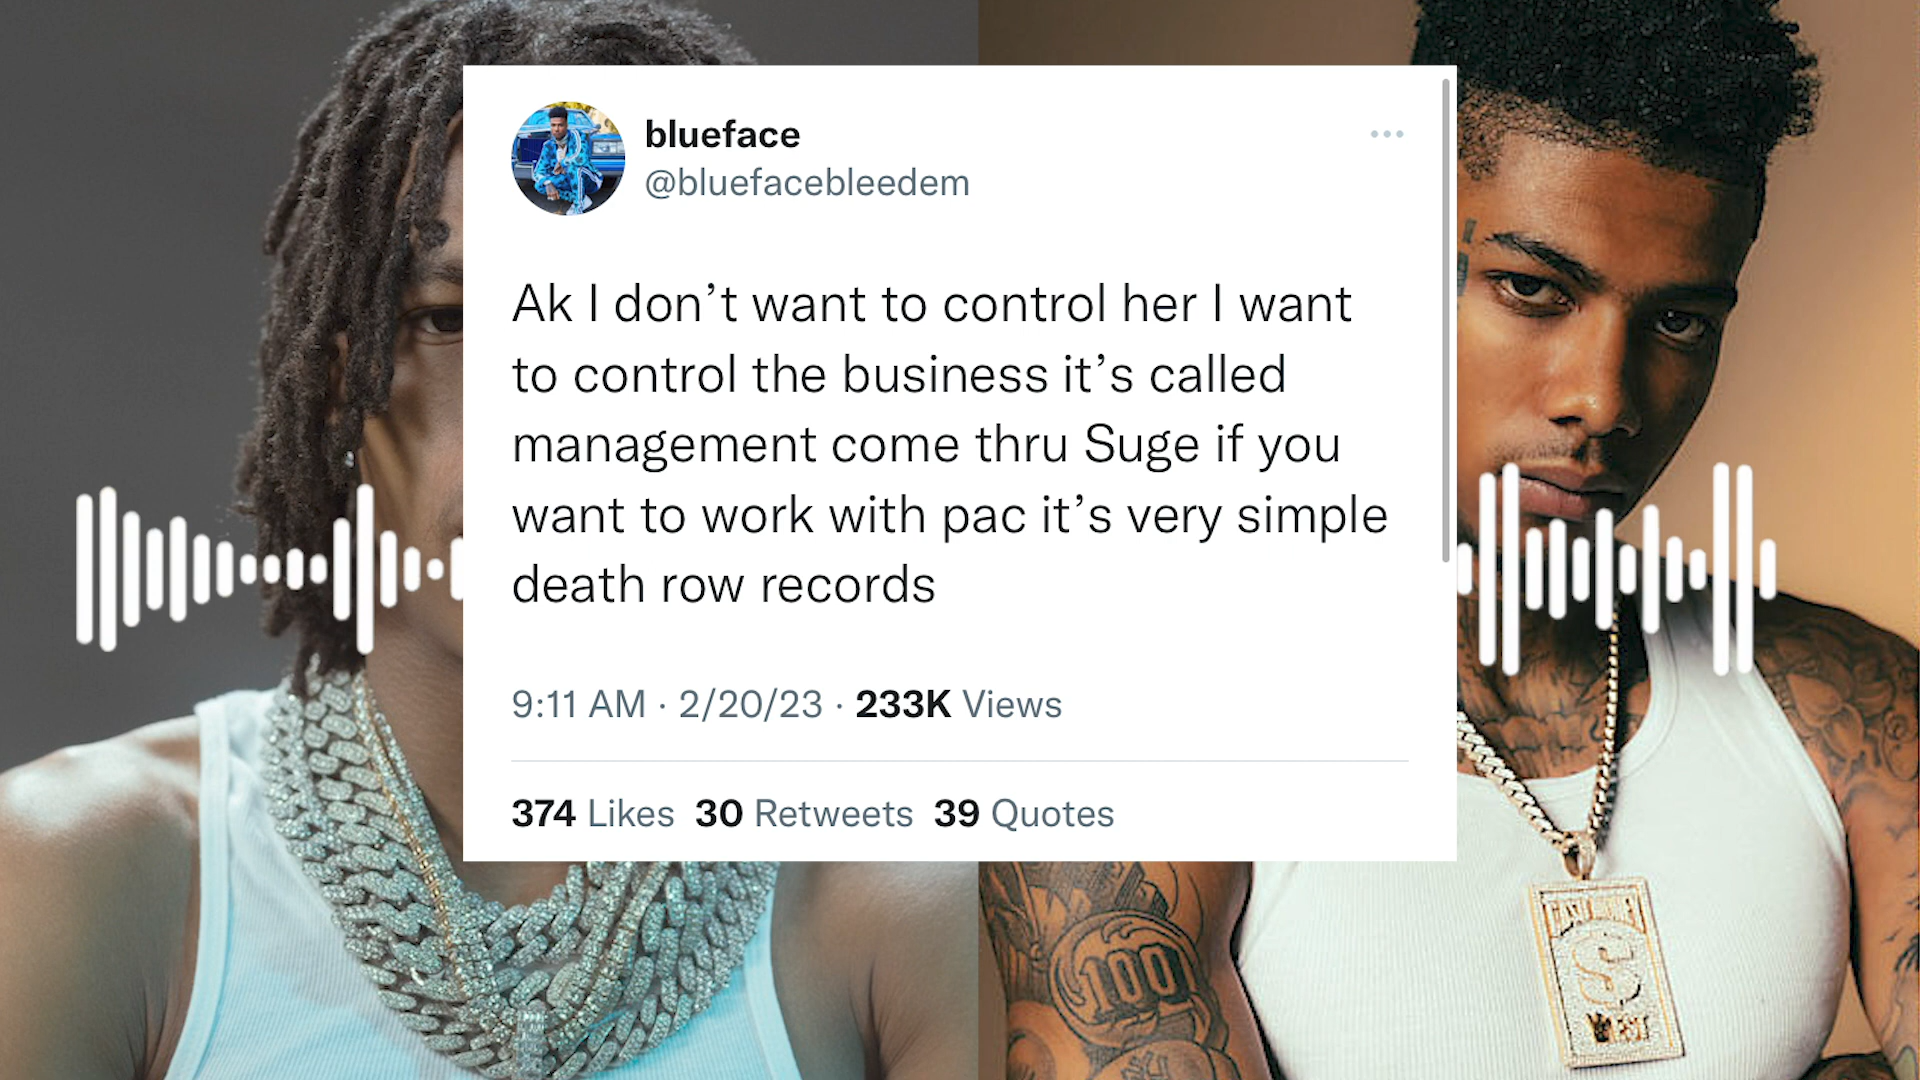 blueface
@bluefacebleedem
Ak I don’t want to control her I want
to control the business it’s called
management come thru Suge if you
want to work with pac it’s very simple
death row records
9:11 AM · 2/20/23 · 233K Views
374 Likes 30 Retweets 39 Quotes
1001